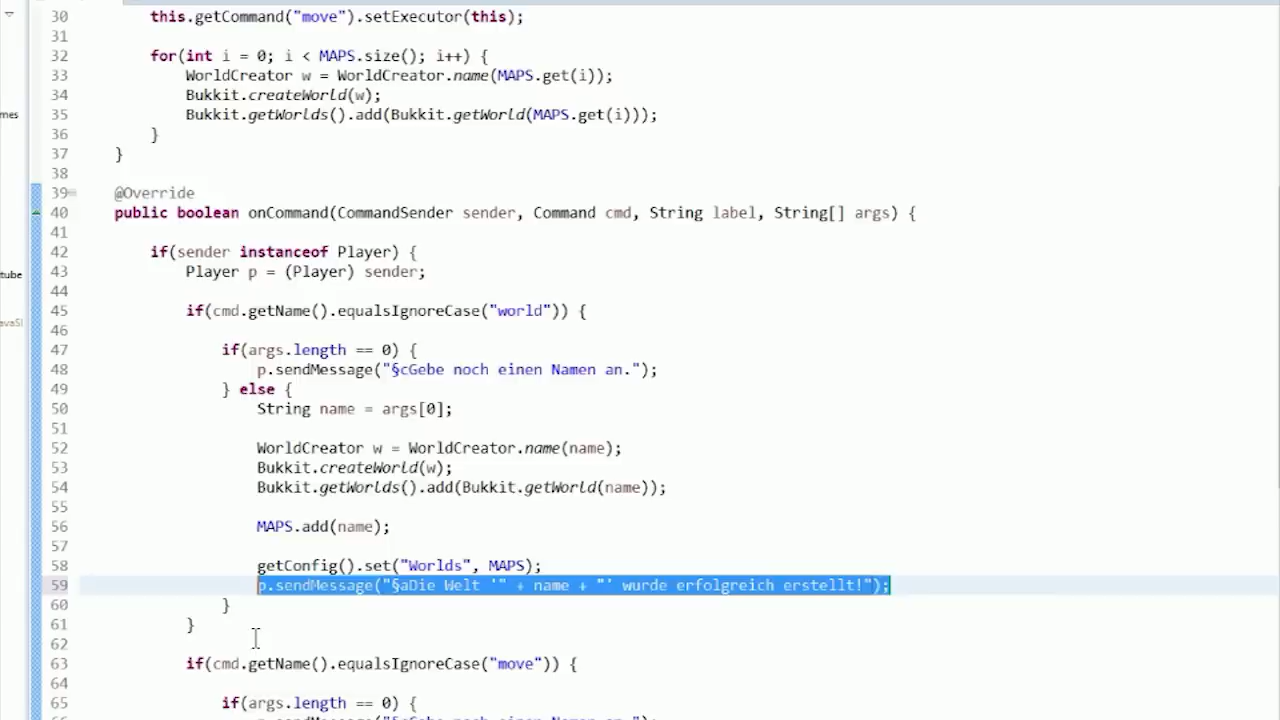 30 this.getCommand("move").setExecutor(this);
31
32 for(int i = 0; i < MAPS.size(); i++) {
33 WorldCreator w = WorldCreator.name(MAPS.get(i));
mes
34 Bukkit.createWorld(w);
35 Bukkit.getWorlds().add(Bukkit.getWorld(MAPS.get(i)));
36 }
37 }
38
39 @Override
40 public boolean onCommand(CommandSender sender, Command cmd, String label, String[] args) {
41
42 if(sender instanceof Player) {
tube
43 Player p = (Player) sender;
44
45 if(cmd.getName().equalsIgnoreCase("world")) {
46
47 if(args.length == 0) {
48 p.sendMessage("§cGebe noch einen Namen an.");
49 } else {
50 String name = args[0];
51
52 WorldCreator w = WorldCreator.name(name);
53 Bukkit.createWorld(w);
54 Bukkit.getWorlds().add(Bukkit.getWorld(name));
55
56 MAPS.add(name);
57
58 getConfig().set("Worlds", MAPS);
59 p.sendMessage("§aDie Welt '" + name + "' wurde erfolgreich erstellt!");
60 }
61 }
62
63 if(cmd.getName().equalsIgnoreCase("move")) {
64
65 if(args.length == 0) {